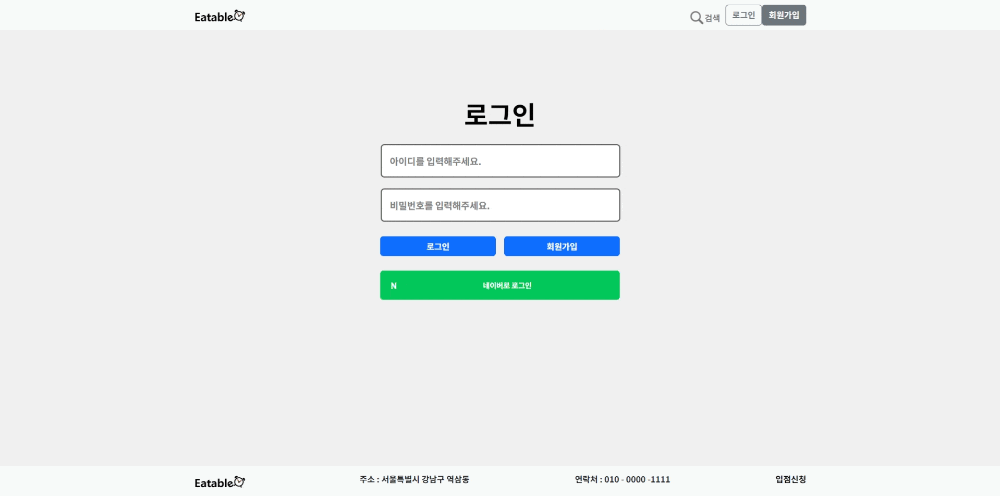 Eatable
검색
로그인
회원가입
로그인
아이디를 입력해주세요.
비밀번호를 입력해주세요.
로그인
회원가입
N
네이버로 로그인
Eatable
주소 : 서울특별시 강남구 역삼동
연락처 : 010 - 0000 -1111
입점신청